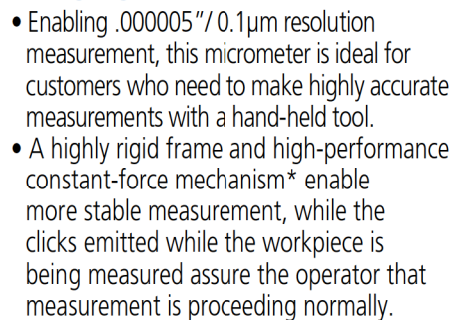 • Enabling .000005"/ 0.1µm resolution
measurement, this micrometer is ideal for
customers who need to make highly accurate
measurements with a hand-held tool.
• A highly rigid frame and high-performance
constant-force mechanism* enable
more stable measurement, while the
clicks emitted while the workpiece is
being measured assure the operator that
measurement is proceeding normally.